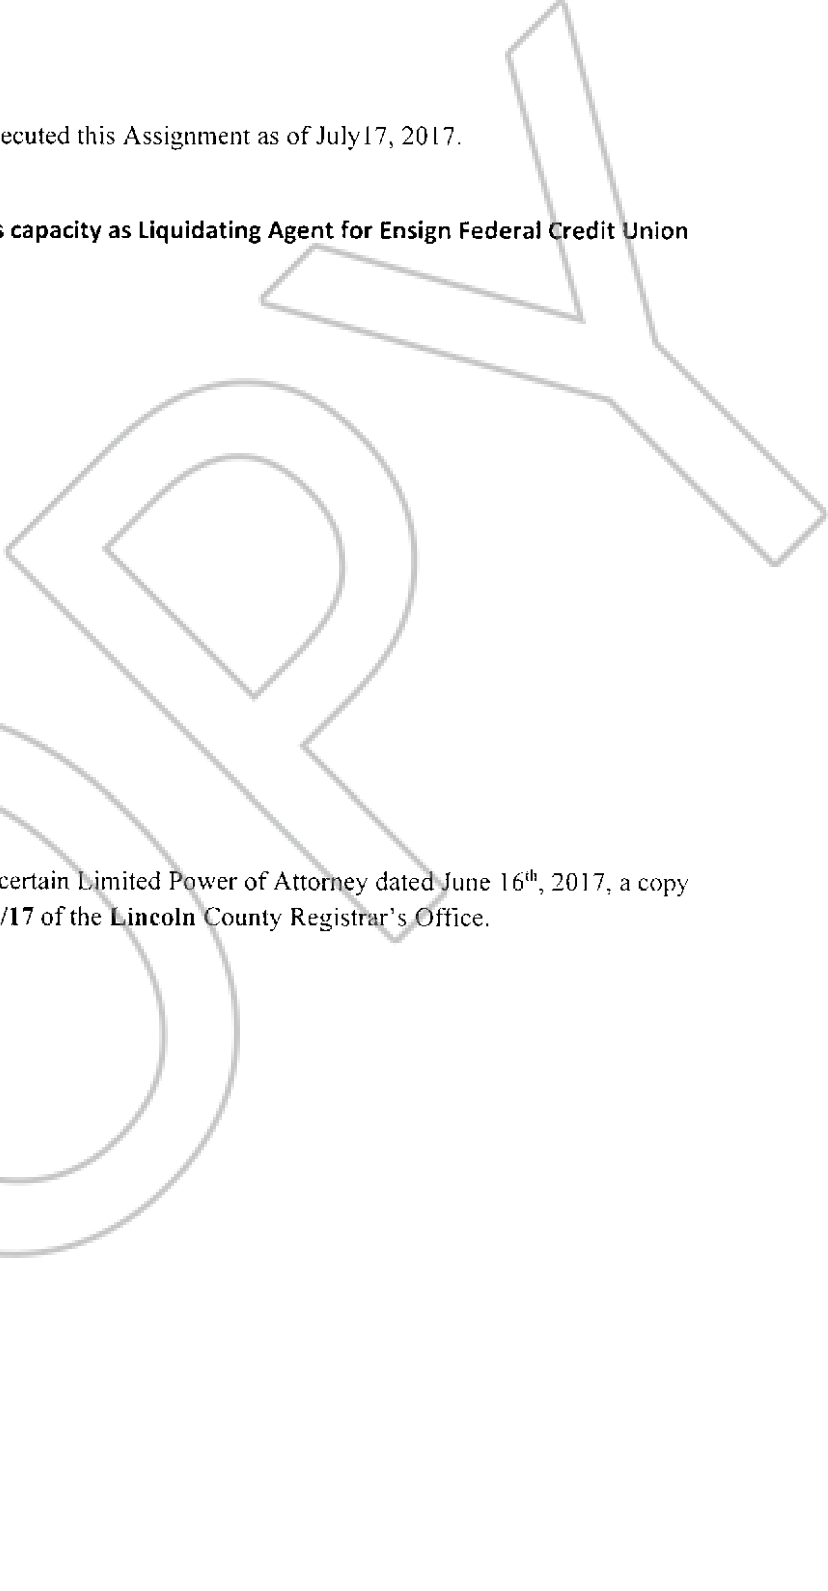 ecuted this Assignment as of July17, 2017.
s capacity as Liquidating Agent for Ensign Federal Credit Union
certain Limited Power of Attorney dated June 16th, 2017, a copy
/17 of the Lincoln County Registrar's Office.
OPY